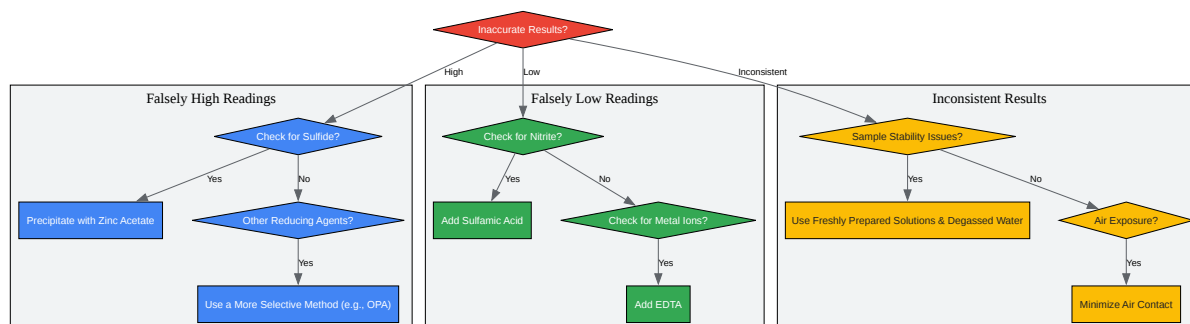 Inaccurate Results?
High
Low
Inconsistent
Falsely High Readings
Falsely Low Readings
Inconsistent Results
Check for Sulfide?
Check for Nitrite?
Sample Stability Issues?
Yes
No
Yes
No
Yes
No
Precipitate with Zinc Acetate
Other Reducing Agents?
Add Sulfamic Acid
Check for Metal Ions?
Use Freshly Prepared Solutions & Degassed Water
Air Exposure?
Yes
Yes
Yes
Use a More Selective Method (e.g., OPA)
Add EDTA
Minimize Air Contact